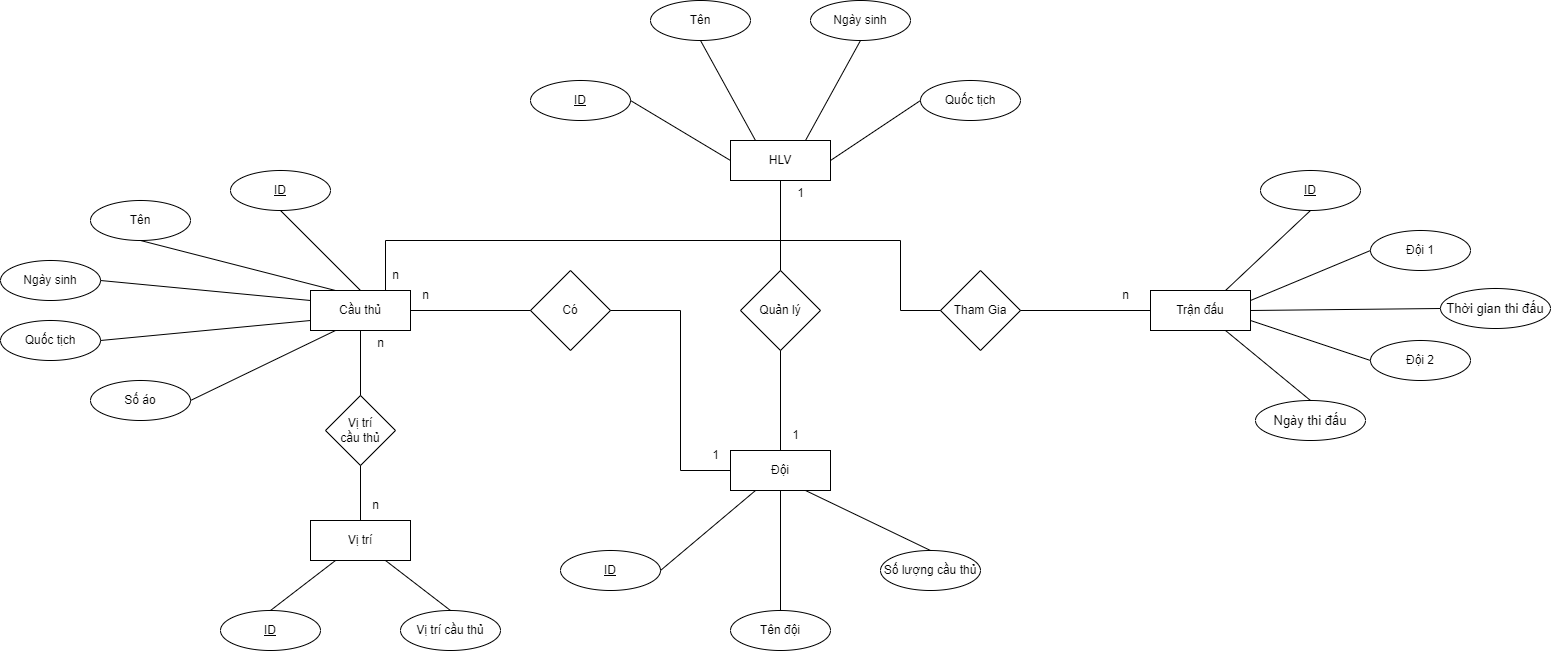 Tên
Ngày sinh
ID
Quốc tịch
HLV
1
ID
ID
Tên
Đội 1
Ngày sinh
n
n
n
Cầu thủ
Có
Quản lý
Tham Gia
Trận đấu
Thời gian thi đấu
Quốc tịch
n
Đội 2
Số áo
Ngày thi đấu
Vị trí
cầu thủ
1
1
Đội
n
Vị trí
ID
Số lượng cầu thủ
ID
Vị trí cầu thủ
Tên đội